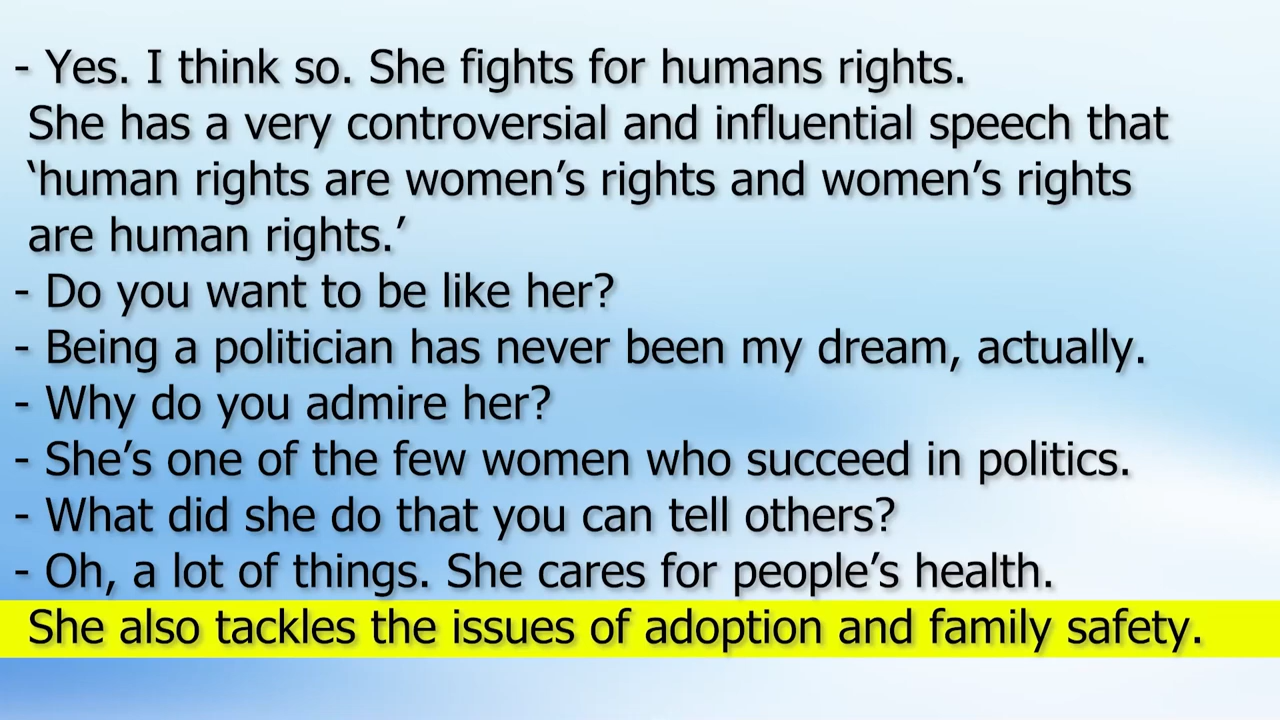 - Yes. I think so. She fights for humans rights.
She has a very controversial and influential speech that
‘human rights are women’s rights and women’s rights
are human rights.’
- Do you want to be like her?
- Being a politician has never been my dream, actually.
- Why do you admire her?
- She’s one of the few women who succeed in politics.
- What did she do that you can tell others?
- Oh, a lot of things. She cares for people’s health.
She also tackles the issues of adoption and family safety.